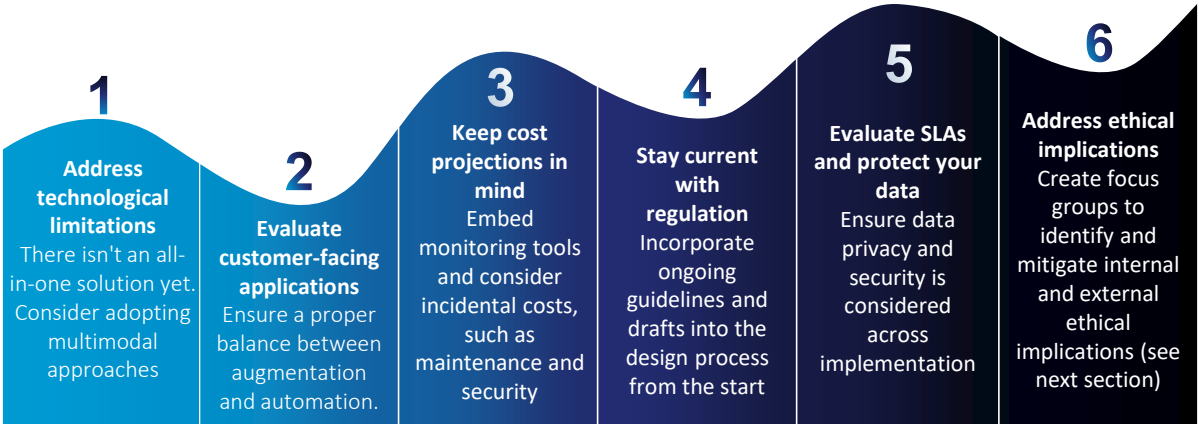 1
Address
technological
limitations
There isn't an all-
in-one solution yet.
Consider adopting
multimodal
approaches
2
Evaluate
customer-facing
applications
Ensure a proper
balance between
augmentation
and automation.
3
Keep cost
projections in
mind
Embed
monitoring tools
and consider
incidental costs,
such as
maintenance and
security
4
Stay current
with
regulation
Incorporate
ongoing
guidelines and
drafts into the
design process
from the start
5
Evaluate SLAs
and protect your
data
Ensure data
privacy and
security is
considered
across
implementation
6
Address ethical
implications
Create focus
groups to
identify and
mitigate internal
and external
ethical
implications (see
next section)